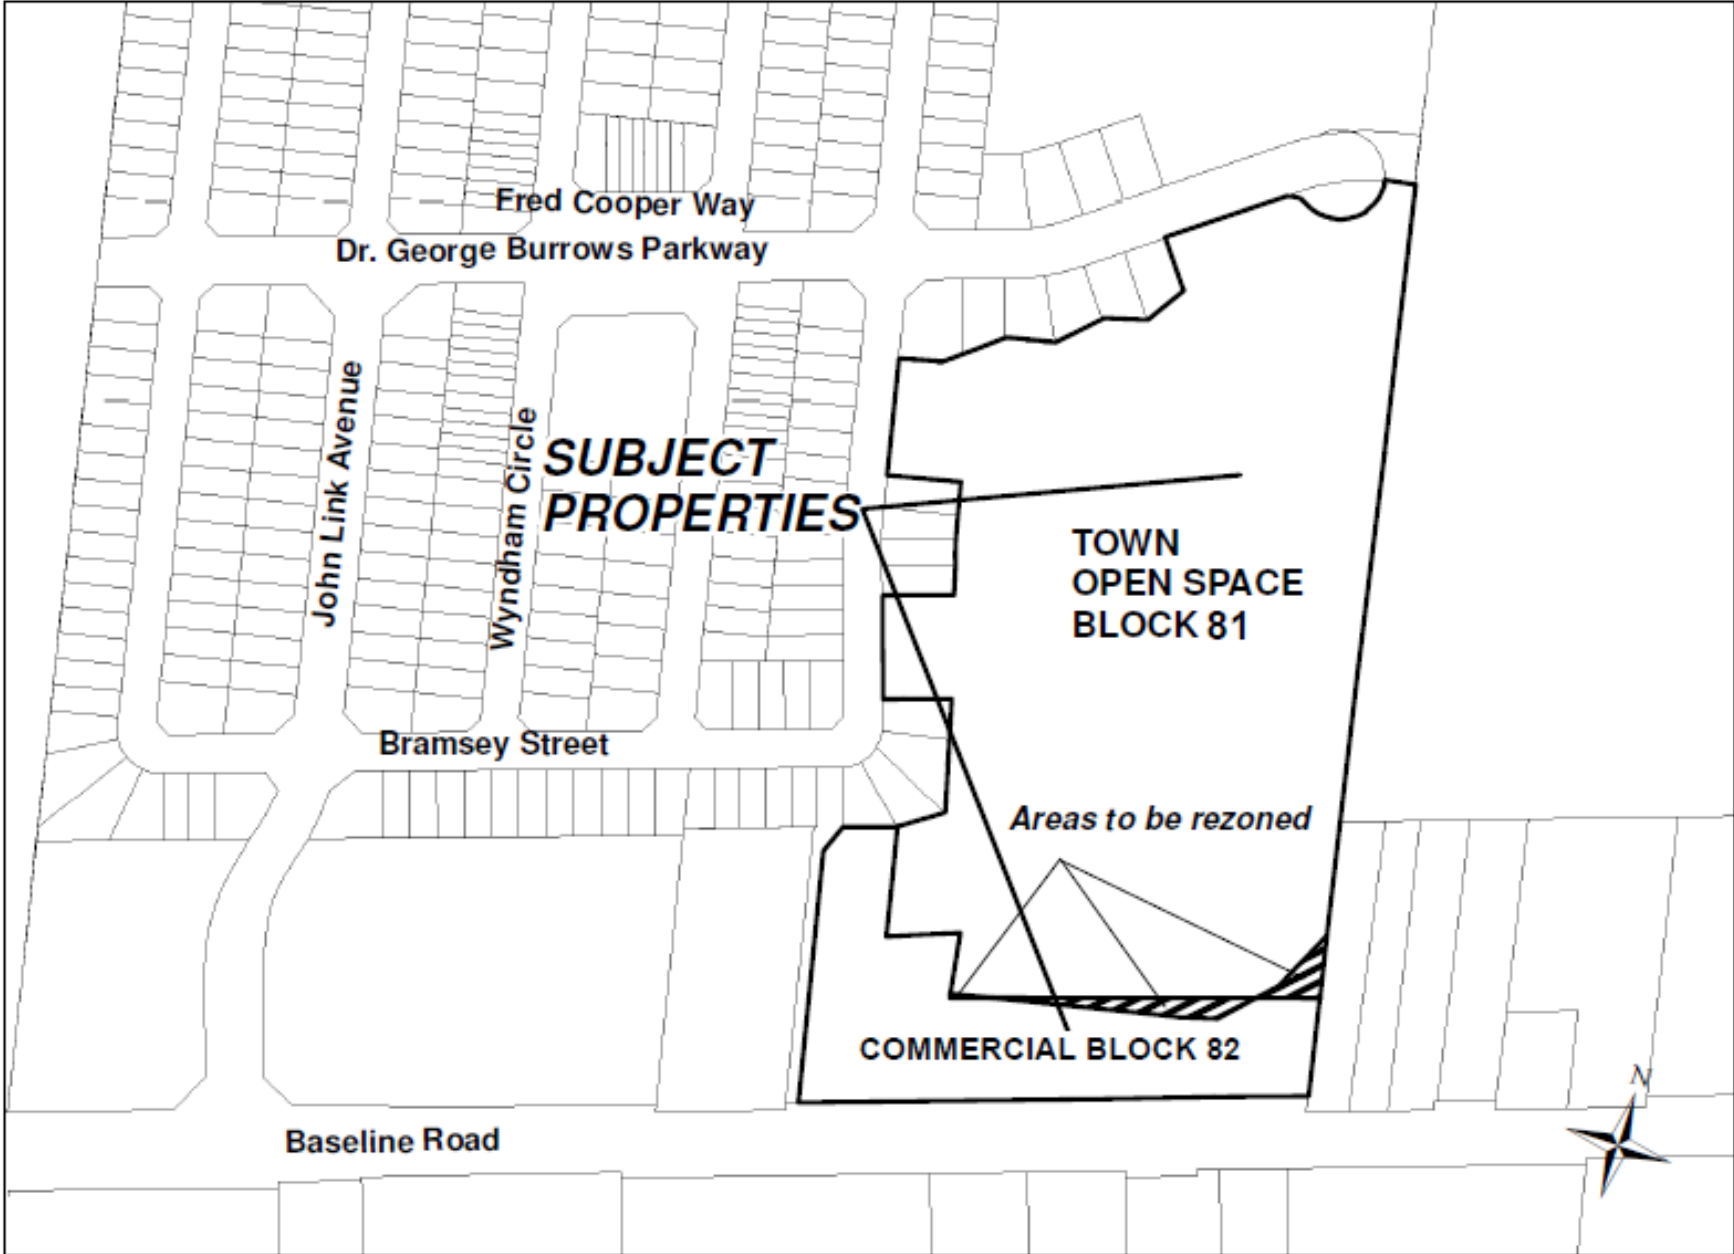 Fred Cooper Way
Dr. George Burrows Parkway
John Link Avenue
Wyndham Circle
SUBJECT
PROPERTIES
TOWN
OPEN SPACE
BLOCK 81
Bramsey Street
Areas to be rezoned
COMMERCIAL BLOCK 82
N
Baseline Road